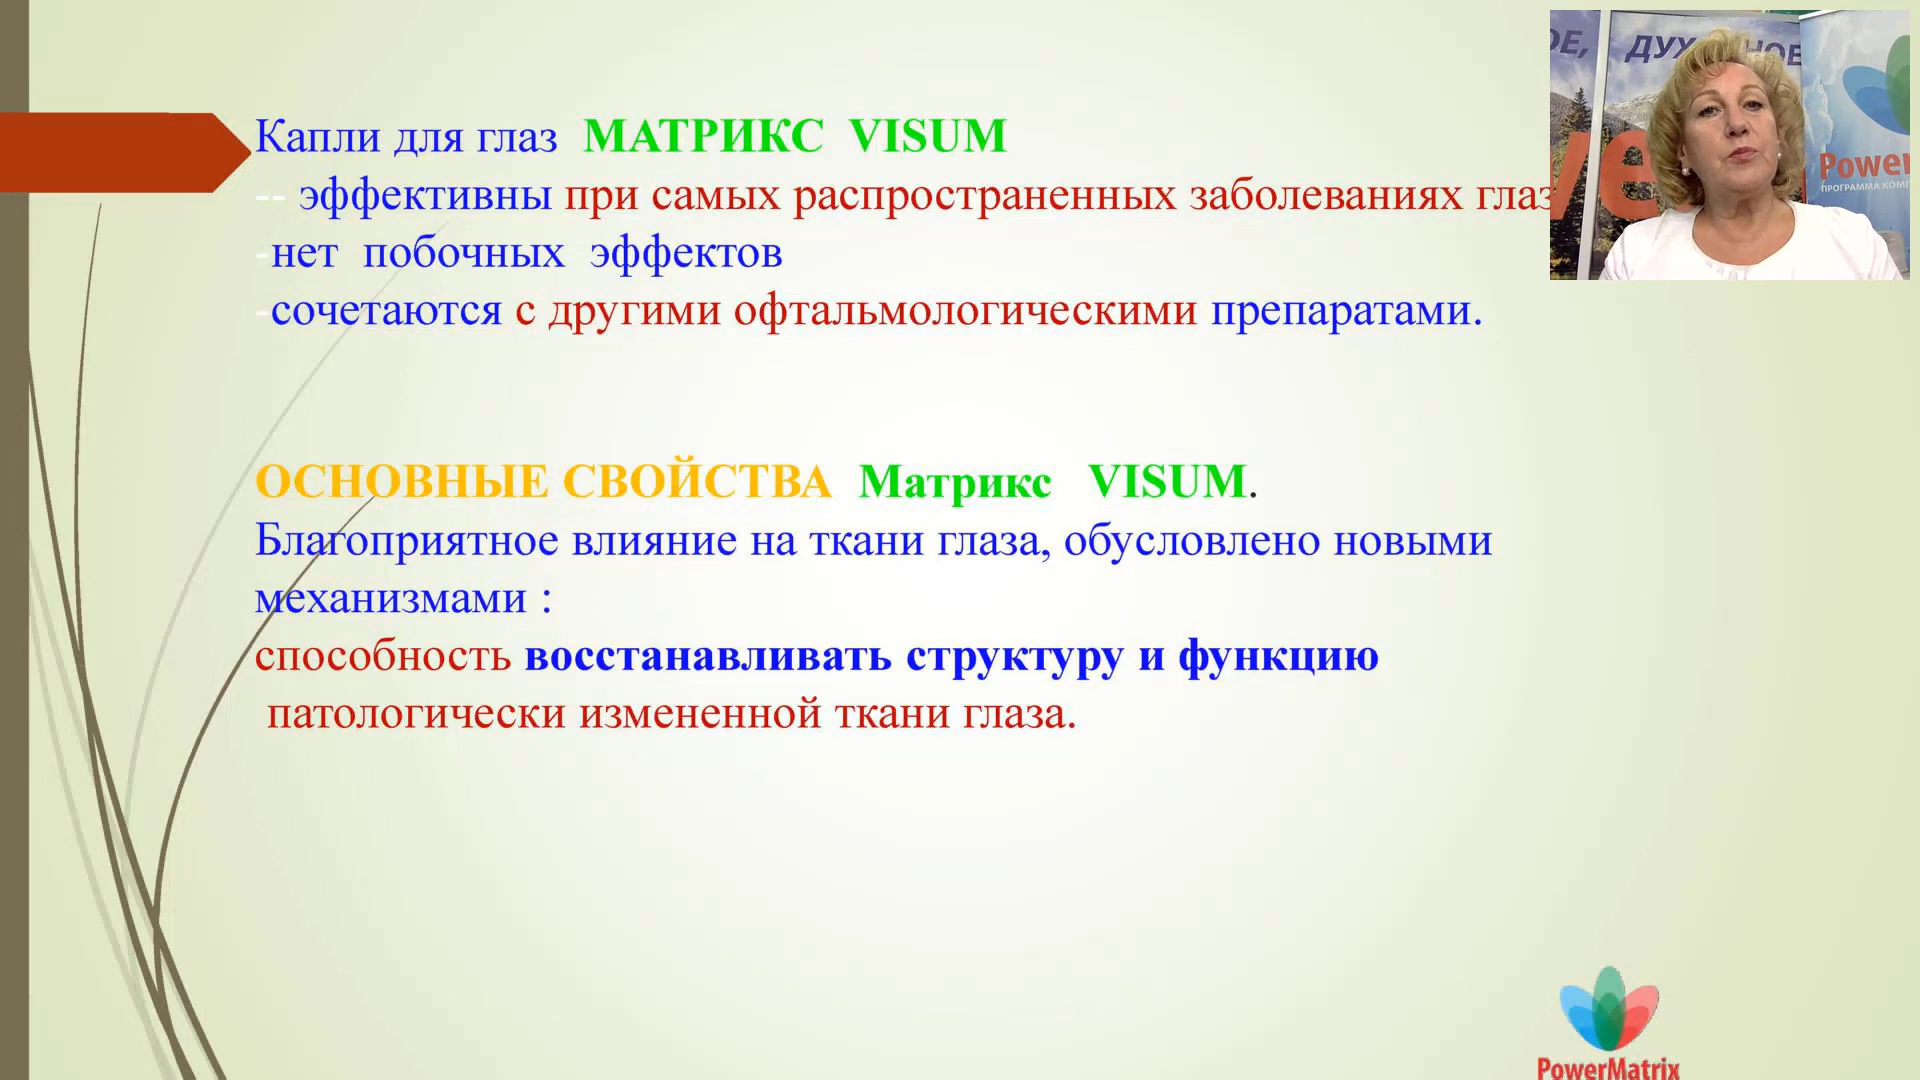 Капли для глаз МАТРИКС VISUM
-- эффективны при самых распространенных заболеваниях глаз
-нет побочных эффектов
-сочетаются с другими офтальмологическими препаратами.
ОСНОВНЫЕ СВОЙСТВА Матрикс VISUM.
Благоприятное влияние на ткани глаза, обусловлено новыми
механизмами :
способность восстанавливать структуру и функцию
патологически измененной ткани глаза.
PowerMatrix